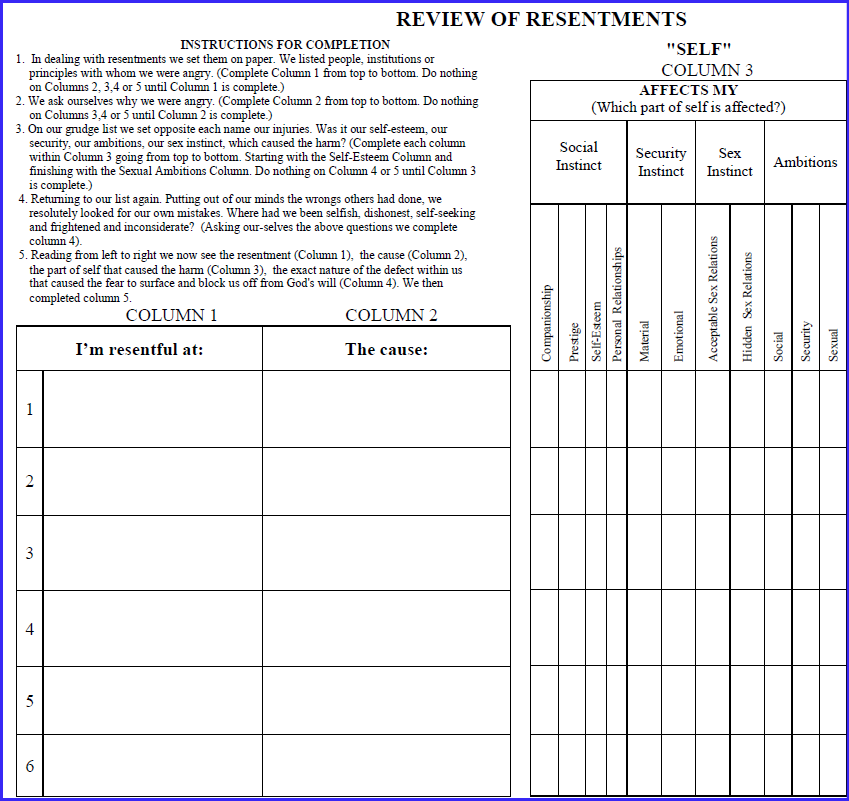 REVIEW OF RESENTMENTS
INSTRUCTIONS FOR COMPLETION
1. In dealing with resentments we set them on paper. We listed people, institutions or
principles with whom we were angry. (Complete Column 1 from top to bottom. Do nothing
on Columns 2, 3,4 or 5 until Column 1 is complete.)
2. We ask ourselves why we were angry. (Complete Column 2 from top to bottom. Do nothing
on Columns 3,4 or 5 until Column 2 is complete.)
3. On our grudge list we set opposite each name our injuries. Was it our self-esteem, our
security, our ambitions, our sex instinct, which caused the harm? (Complete each column
within Column 3 going from top to bottom. Starting with the Self-Esteem Column and
finishing with the Sexual Ambitions Column. Do nothing on Column 4 or 5 until Column 3
is complete.)
4. Returning to our list again. Putting out of our minds the wrongs others had done, we
resolutely looked for our own mistakes. Where had we been selfish, dishonest, self-seeking
and frightened and inconsiderate? (Asking our-selves the above questions we complete
column 4).
5. Reading from left to right we now see the resentment (Column 1), the cause (Column 2),
the part of self that caused the harm (Column 3), the exact nature of the defect within us
that caused the fear to surface and block us off from God's will (Column 4). We then
completed column 5.
COLUMN 1
COLUMN 2
I'm resentful at:
The cause:
1
2
3
4
5
6
"SELF"
COLUMN 3
AFFECTS MY
(Which part of self is affected?)
Social
Instinct
Security
Instinct
Sex
Instinct
Ambitions
Companionship
Prestige
Self-Esteem
Personal Relationships
Material
Emotional
Acceptable Sex Relations
Hidden Sex Relations
Social
Security
Sexual